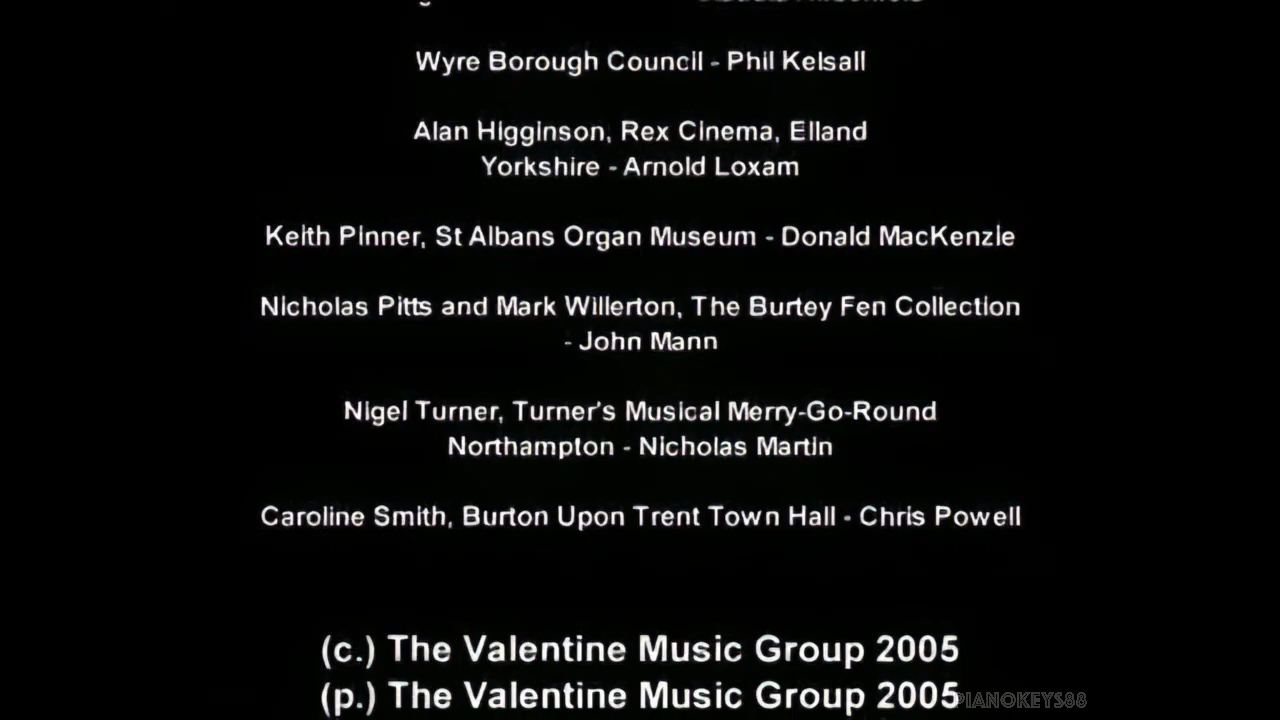 Wyre Borough Council - Phil Kelsall
Alan Higginson, Rex Cinema, Elland
Yorkshire - Arnold Loxam
Keith Pinner, St Albans Organ Museum - Donald MacKenzie
Nicholas Pitts and Mark Willerton, The Burtey Fen Collection
- John Mann
Nigel Turner, Turner's Musical Merry-Go-Round
Northampton - Nicholas Martin
Caroline Smith, Burton Upon Trent Town Hall - Chris Powell
(c.) The Valentine Music Group 2005
(p.) The Valentine Music Group 2005
PIANOKEYS88